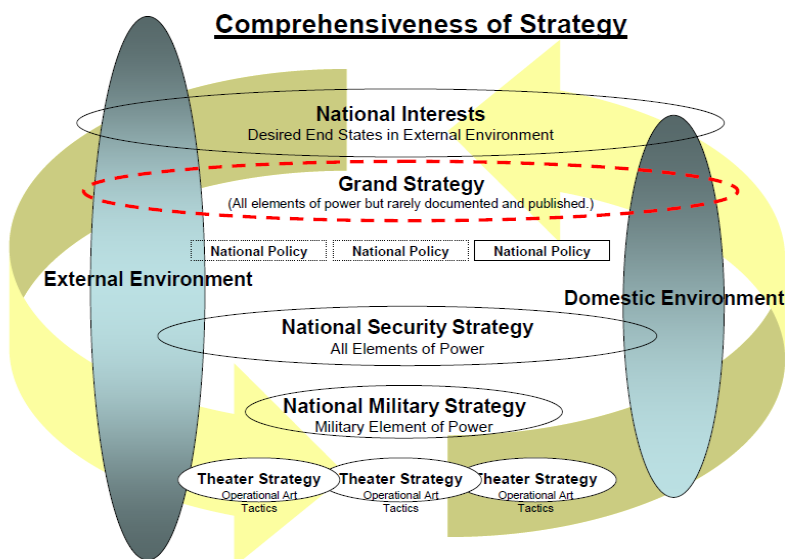 Comprehensiveness of Strategy
National Interests
Desired End States in External Environment
Grand Strategy
(All elements of power but rarely documented and published.)
National Policy
National Policy
National Policy
External Environment
Domestic Environment
National Security Strategy
All Elements of Power
National Military Strategy
Military Element of Power
Theater Strategy
Operational Art
Tactics
Theater Strategy
Operational Art
Tactics
Theater Strategy
Operational Art
Tactics